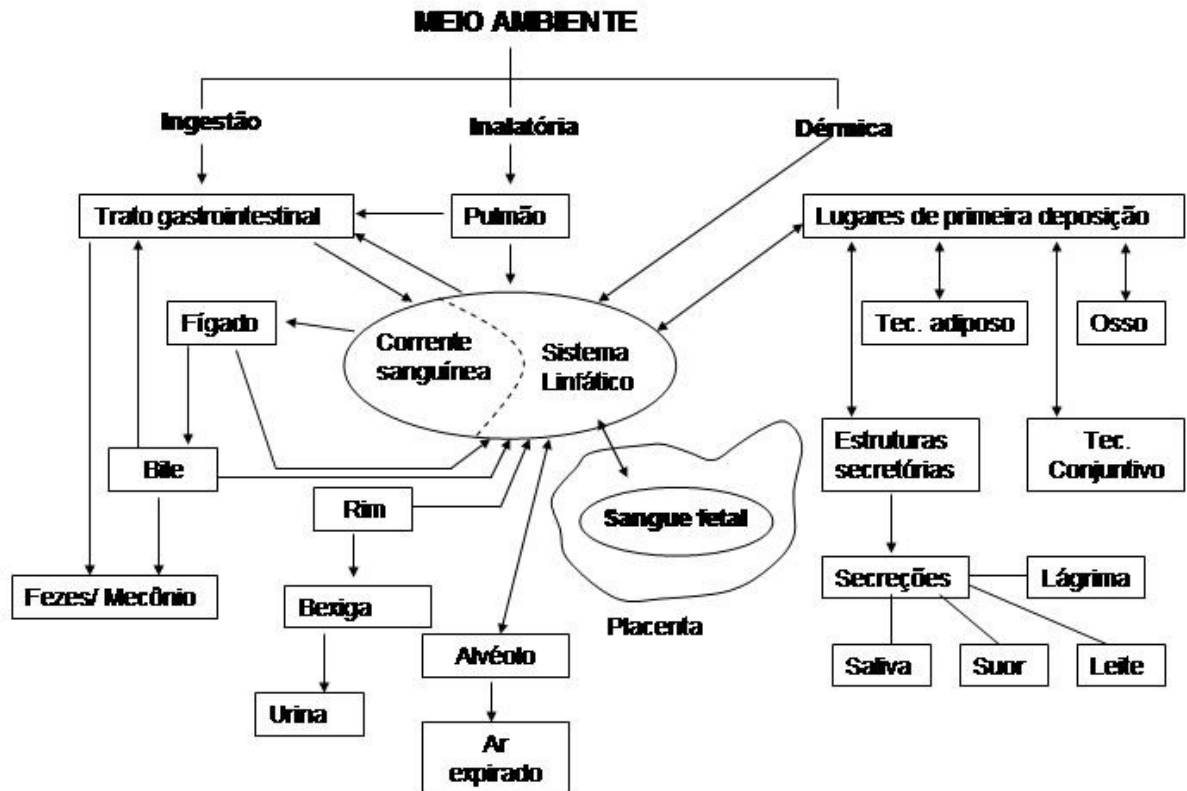 MEIO AMBIENTE
Ingestão
Inalatória
Dérmica
Trato gastrointestinal
Pulmão
Lugares de primeira deposição
Fígado
Corrente
sanguínea
Sistema
Linfático
Tec. adiposo
Osso
Bile
Rim
Sangue fetal
Placenta
Estruturas
secretórias
Tec.
Conjuntivo
Fezes/ Mecônio
Bexiga
Alvéolo
Secreções
Lágrima
Saliva
Suor
Leite
Urina
Ar
expirado